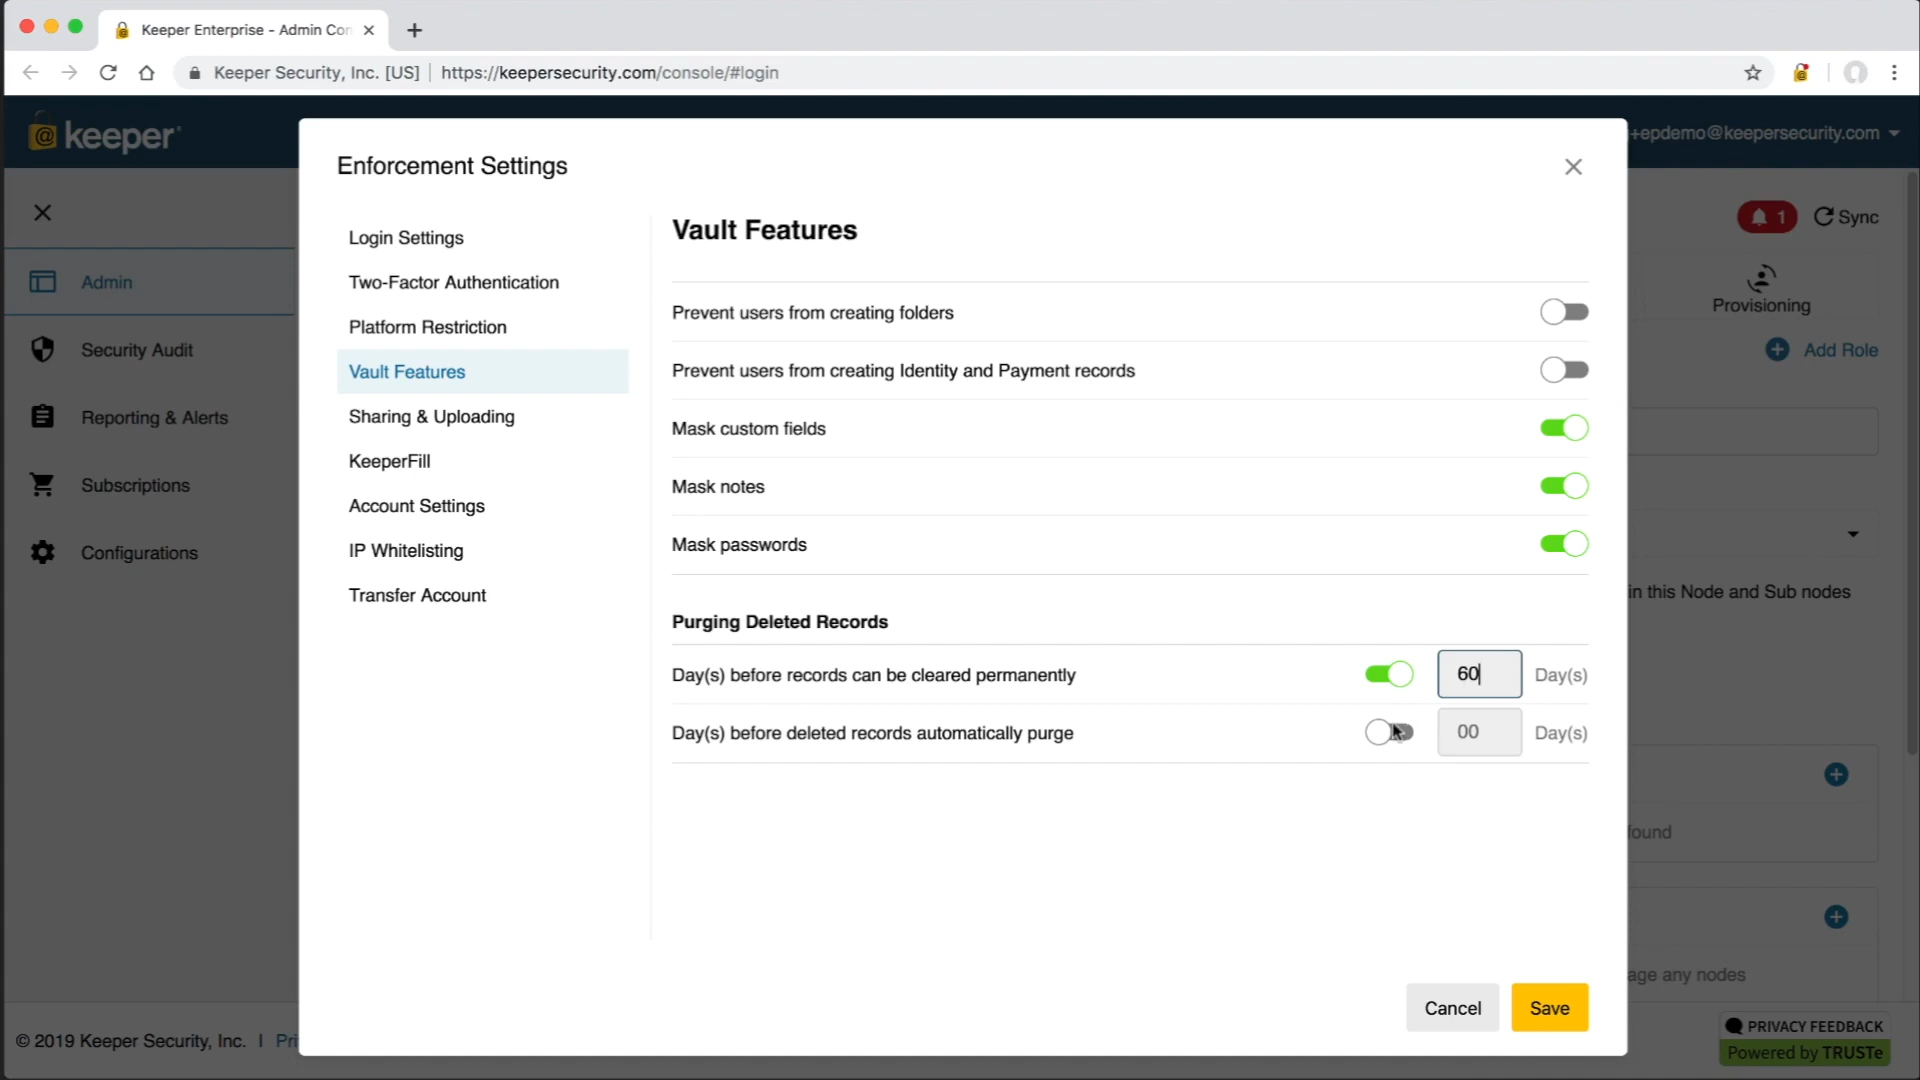 Keeper Enterprise - Admin Con
Keeper Security, Inc. [US]
https://keepersecurity.com/console/#login
keeper
+epdemo@keepersecurity.com
1
Sync
Admin
Security Audit
Reporting & Alerts
Subscriptions
Configurations
Provisioning
Add Role
in this Node and Sub nodes
found
age any nodes
Enforcement Settings
Login Settings
Two-Factor Authentication
Platform Restriction
Vault Features
Sharing & Uploading
KeeperFill
Account Settings
IP Whitelisting
Transfer Account
Vault Features
Prevent users from creating folders
Prevent users from creating Identity and Payment records
Mask custom fields
Mask notes
Mask passwords
Purging Deleted Records
Day(s) before records can be cleared permanently 60 Day(s)
Day(s) before deleted records automatically purge 00 Day(s)
Cancel
Save
© 2019 Keeper Security, Inc. | Pri
PRIVACY FEEDBACK
Powered by TRUSTe